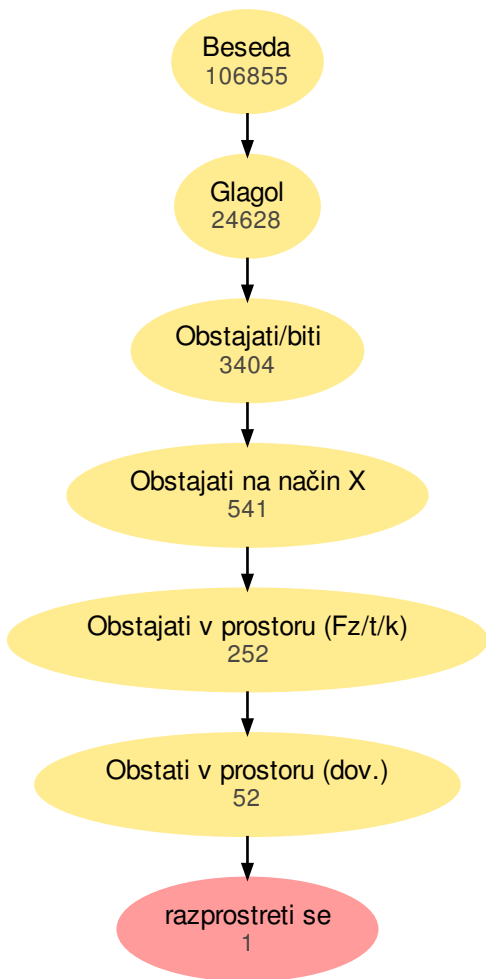 Beseda
106855
Glagol
24628
Obstajati/biti
3404
Obstajati na način X
541
Obstajati v prostoru (Fz/t/k)
252
Obstati v prostoru (dov.)
52
razprostreti se
1